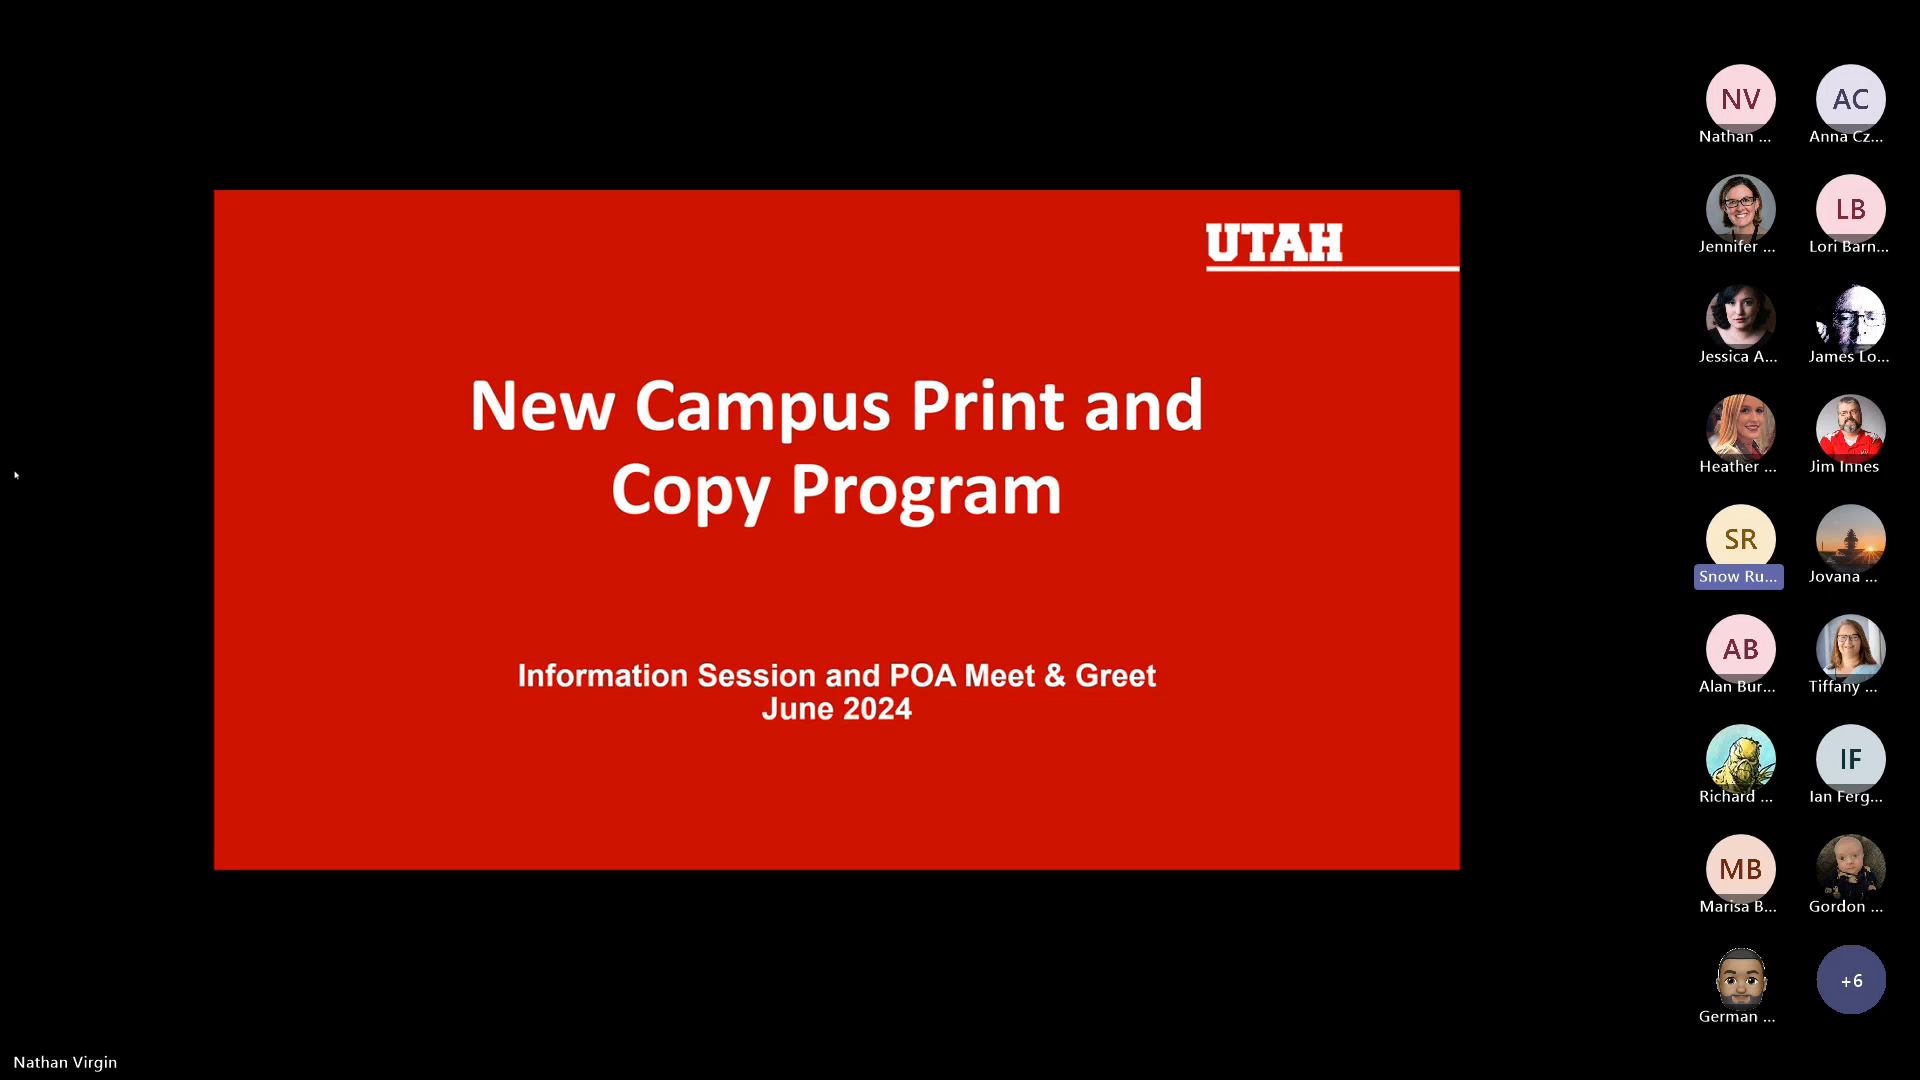 UTAH
New Campus Print and
Copy Program
Information Session and POA Meet & Greet
June 2024
NV
Nathan ...
AC
Anna Cz...
Jennifer ...
LB
Lori Barn...
Jessica A...
James Lo...
Heather ...
Jim Innes
SR
Snow Ru...
Jovana ...
AB
Alan Bur...
Tiffany ...
Richard ...
IF
Ian Ferg...
MB
Marisa B...
Gordon ...
German ...
+6
Nathan Virgin